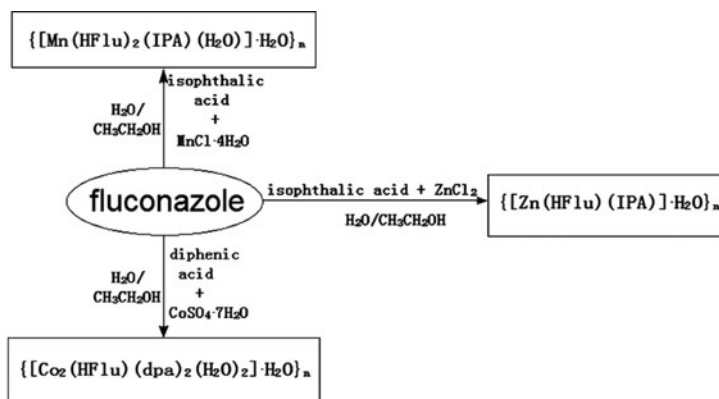 {[Mn(HFlu)₂(IPA)(H₂O)]·H₂O}ₙ
isophthalic
acid
+
MnCl·4H₂O
H₂O/
CH₃CH₂OH
fluconazole
isophthalic acid + ZnCl₂
H₂O/CH₃CH₂OH
{[Zn(HFlu)(IPA)]·H₂O}ₙ
diphenic
acid
+
CoSO₄·7H₂O
H₂O/
CH₃CH₂OH
{[Co₂(HFlu)(dpa)₂(H₂O)₂]·H₂O}ₙ